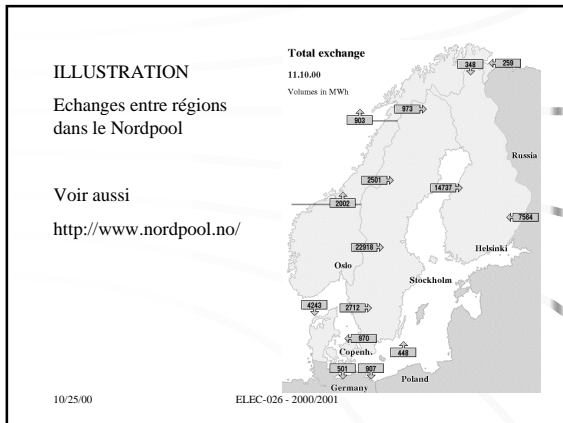 ILLUSTRATION
Echanges entre régions
dans le Nordpool
Voir aussi
http://www.nordpool.no/
Total exchange
11.10.00
Volumes in MWh
348
259
973
903
Russia
2501
14737
2002
7564
22918
Helsinki
Oslo
Stockholm
4243
2712
970
Copenh.
448
501
907
Poland
Germany
10/25/00
ELEC-026 - 2000/2001